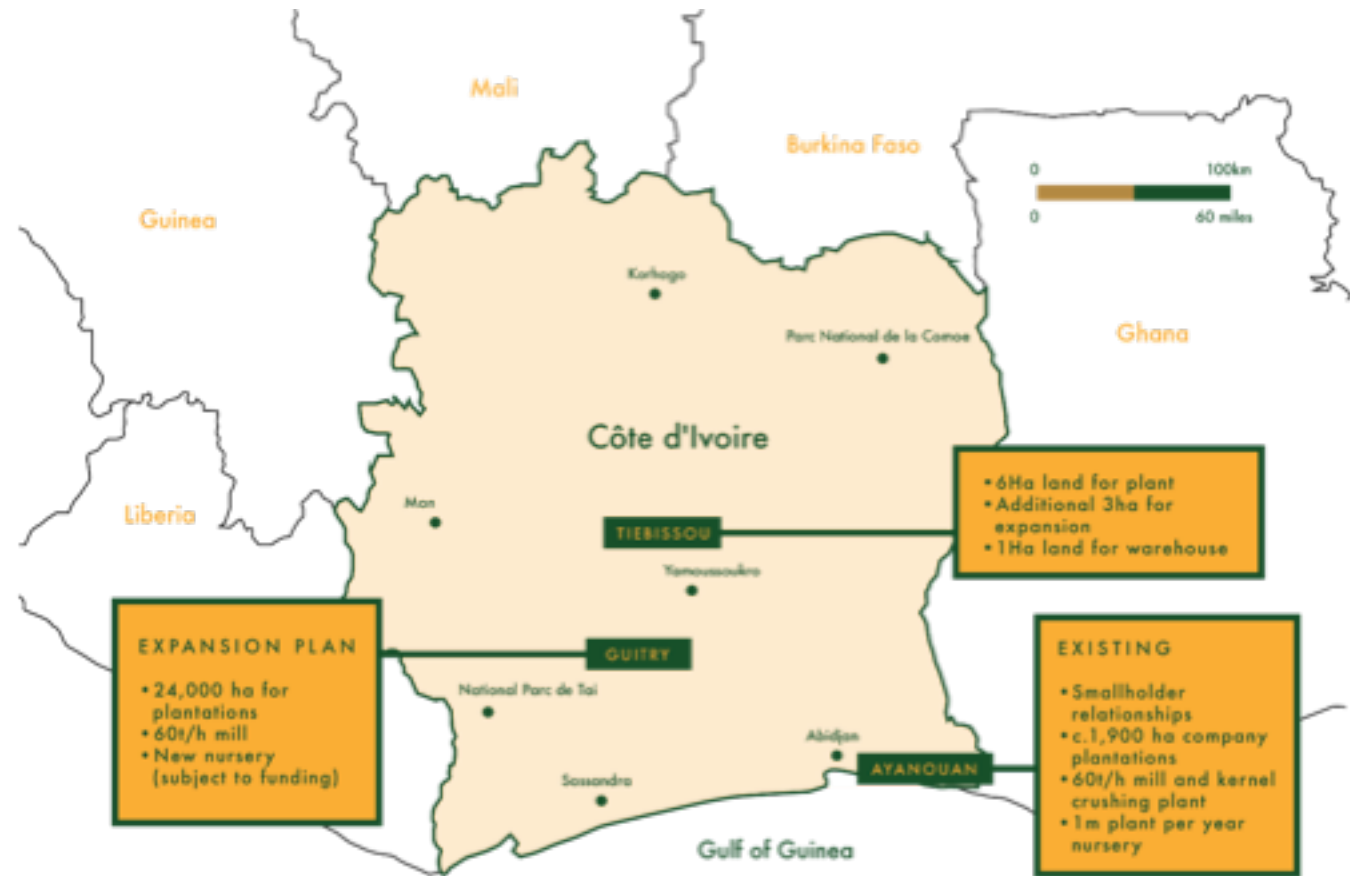 Mali
Burkina Faso
0 100km
0 60 miles
Guinea
Korhogo
Parc National de la Comoe
Ghana
Côte d'Ivoire
Liberia
Man
TIEBISSOU
•6Ha land for plant
•Additional 3ha for
expansion
•1Ha land for warehouse
Yamoussoukro
EXPANSION PLAN
•24,000 ha for
plantations
•60t/h mill
•New nursery
(subject to funding)
GUITRY
National Parc de Tai
Abidjan
AYANOUAN
Sassandra
Gulf of Guinea
EXISTING
•Smallholder
relationships
•c.1,900 ha company
plantations
•60t/h mill and kernel
crushing plant
•1m plant per year
nursery